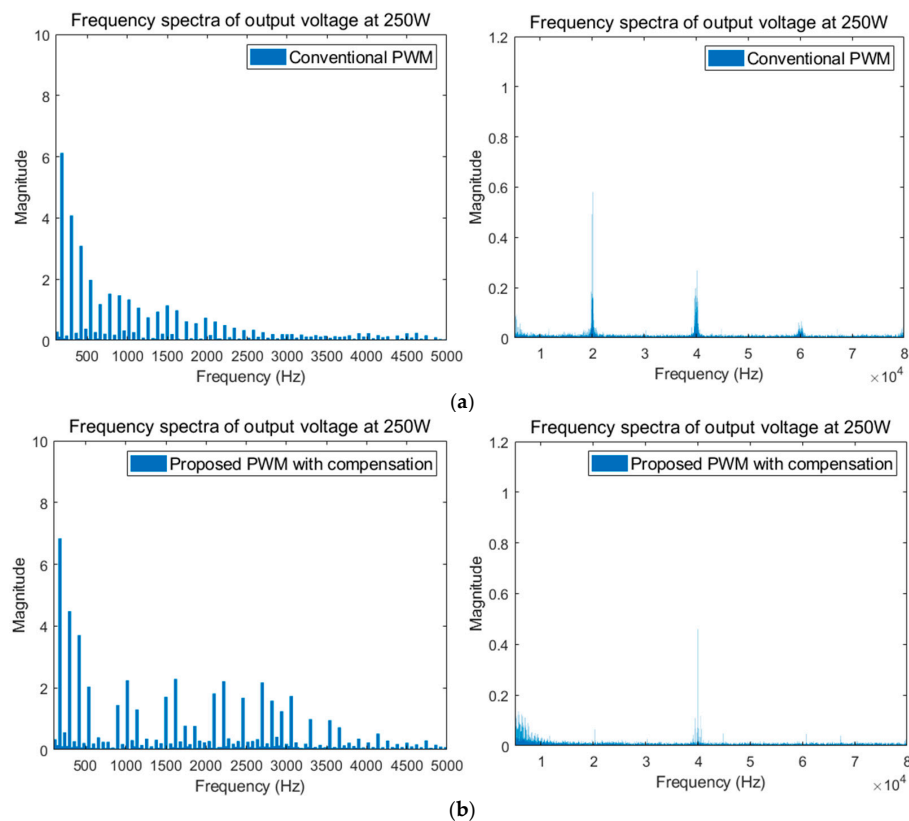 Frequency spectra of output voltage at 250W
Conventional PWM
10
8
6
4
2
0
Magnitude
500 1000 1500 2000 2500 3000 3500 4000 4500 5000
Frequency (Hz)
Frequency spectra of output voltage at 250W
Conventional PWM
1.2
1
0.8
0.6
0.4
0.2
0
Magnitude
1 2 3 4 5 6 7 8
Frequency (Hz)
×10⁴
(a)
Frequency spectra of output voltage at 250W
Proposed PWM with compensation
10
8
6
4
2
0
Magnitude
500 1000 1500 2000 2500 3000 3500 4000 4500 5000
Frequency (Hz)
Frequency spectra of output voltage at 250W
Proposed PWM with compensation
1.2
1
0.8
0.6
0.4
0.2
0
Magnitude
1 2 3 4 5 6 7 8
Frequency (Hz)
×10⁴
(b)